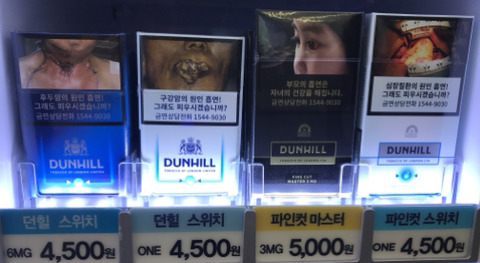 후두암의 원인 흡연!
그래도 피우시겠습니까?
금연상담전화 1544-9030
DUNHILL
구강암의 원인 흡연!
그래도 피우시겠습니까?
금연상담전화 1544-9030
DUNHILL
TOBACCO OF LONDON LIMITED
부모의 흡연은
자녀의 건강을 해칩니다.
금연상담전화 1544-9030
DUNHILL
FINE CUT
MASTER 3 MG
심장질환의 원인 흡연!
그래도 피우시겠습니까?
금연상담전화 1544-9030
DUNHILL
던힐 스위치
6MG 4,500원
던힐 스위치
ONE 4,500원
파인컷 마스터
3MG 5,000원
파인컷 스위치
ONE 4,500원